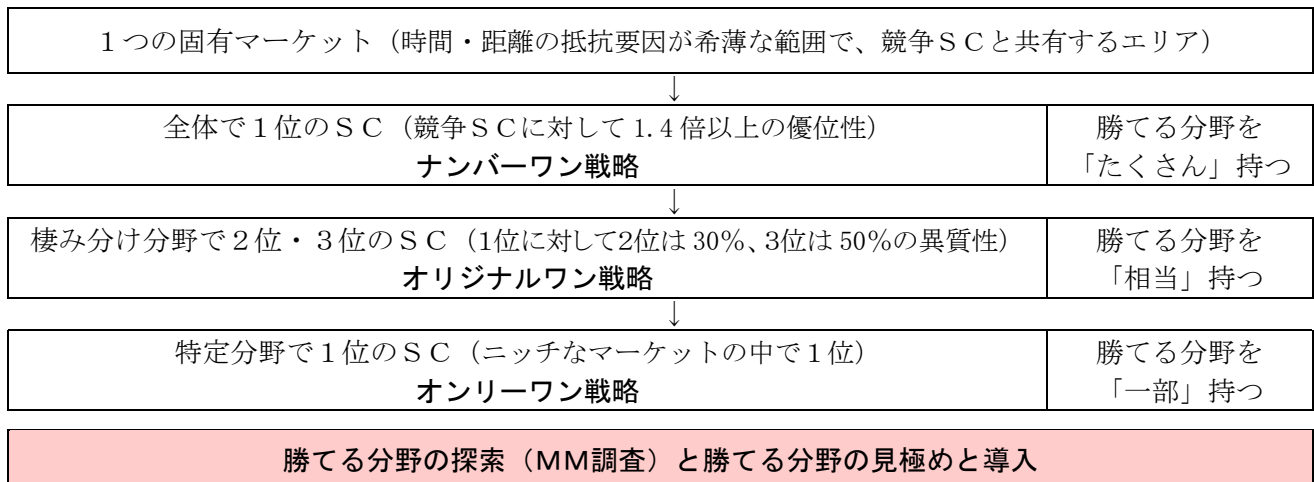 １つの固有マーケット（時間・距離の抵抗要因が希薄な範囲で、競争ＳＣと共有するエリア）
↓
全体で１位のＳＣ（競争ＳＣに対して 1.4 倍以上の優位性）
ナンバーワン戦略
勝てる分野を
「たくさん」持つ
↓
棲み分け分野で２位・３位のＳＣ（1位に対して2位は 30％、3位は 50％の異質性）
オリジナルワン戦略
勝てる分野を
「相当」持つ
↓
特定分野で１位のＳＣ（ニッチなマーケットの中で１位）
オンリーワン戦略
勝てる分野を
「一部」持つ
勝てる分野の探索（ＭＭ調査）と勝てる分野の見極めと導入